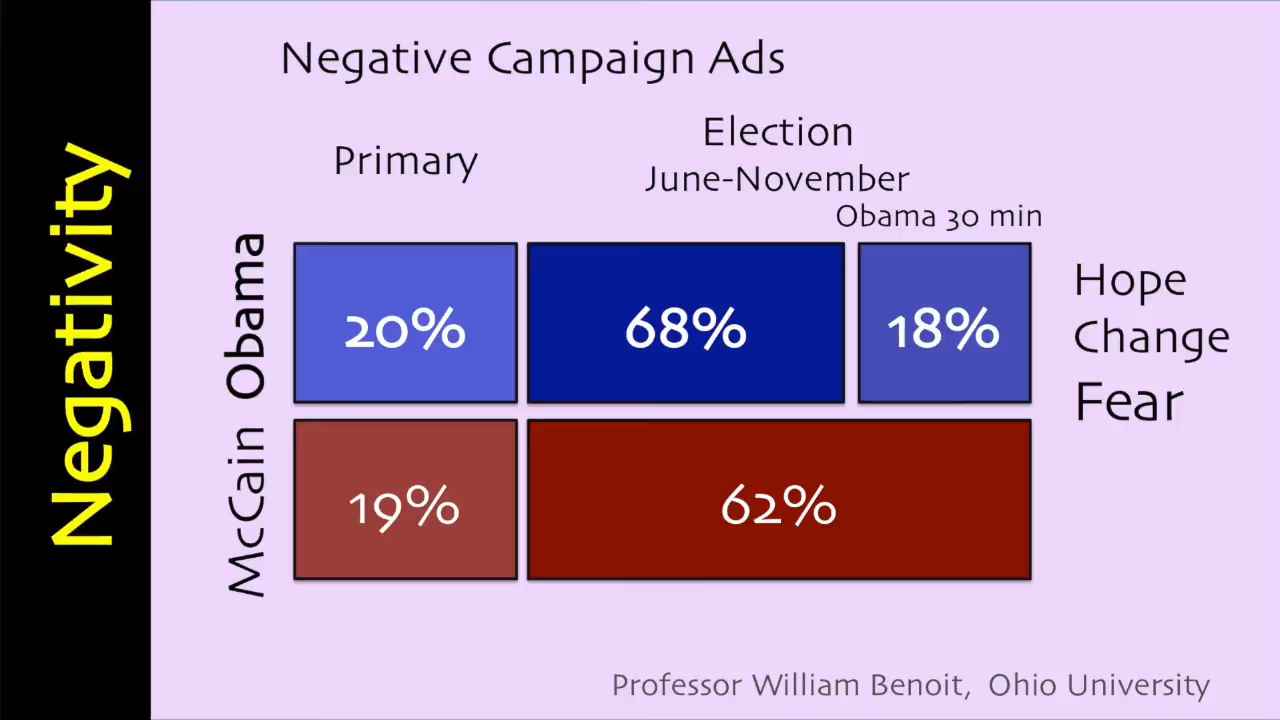 Negativity
Negative Campaign Ads
Primary
Election
June-November
Obama 30 min
Obama
20%
68%
18%
Hope
Change
Fear
McCain
19%
62%
Professor William Benoit, Ohio University